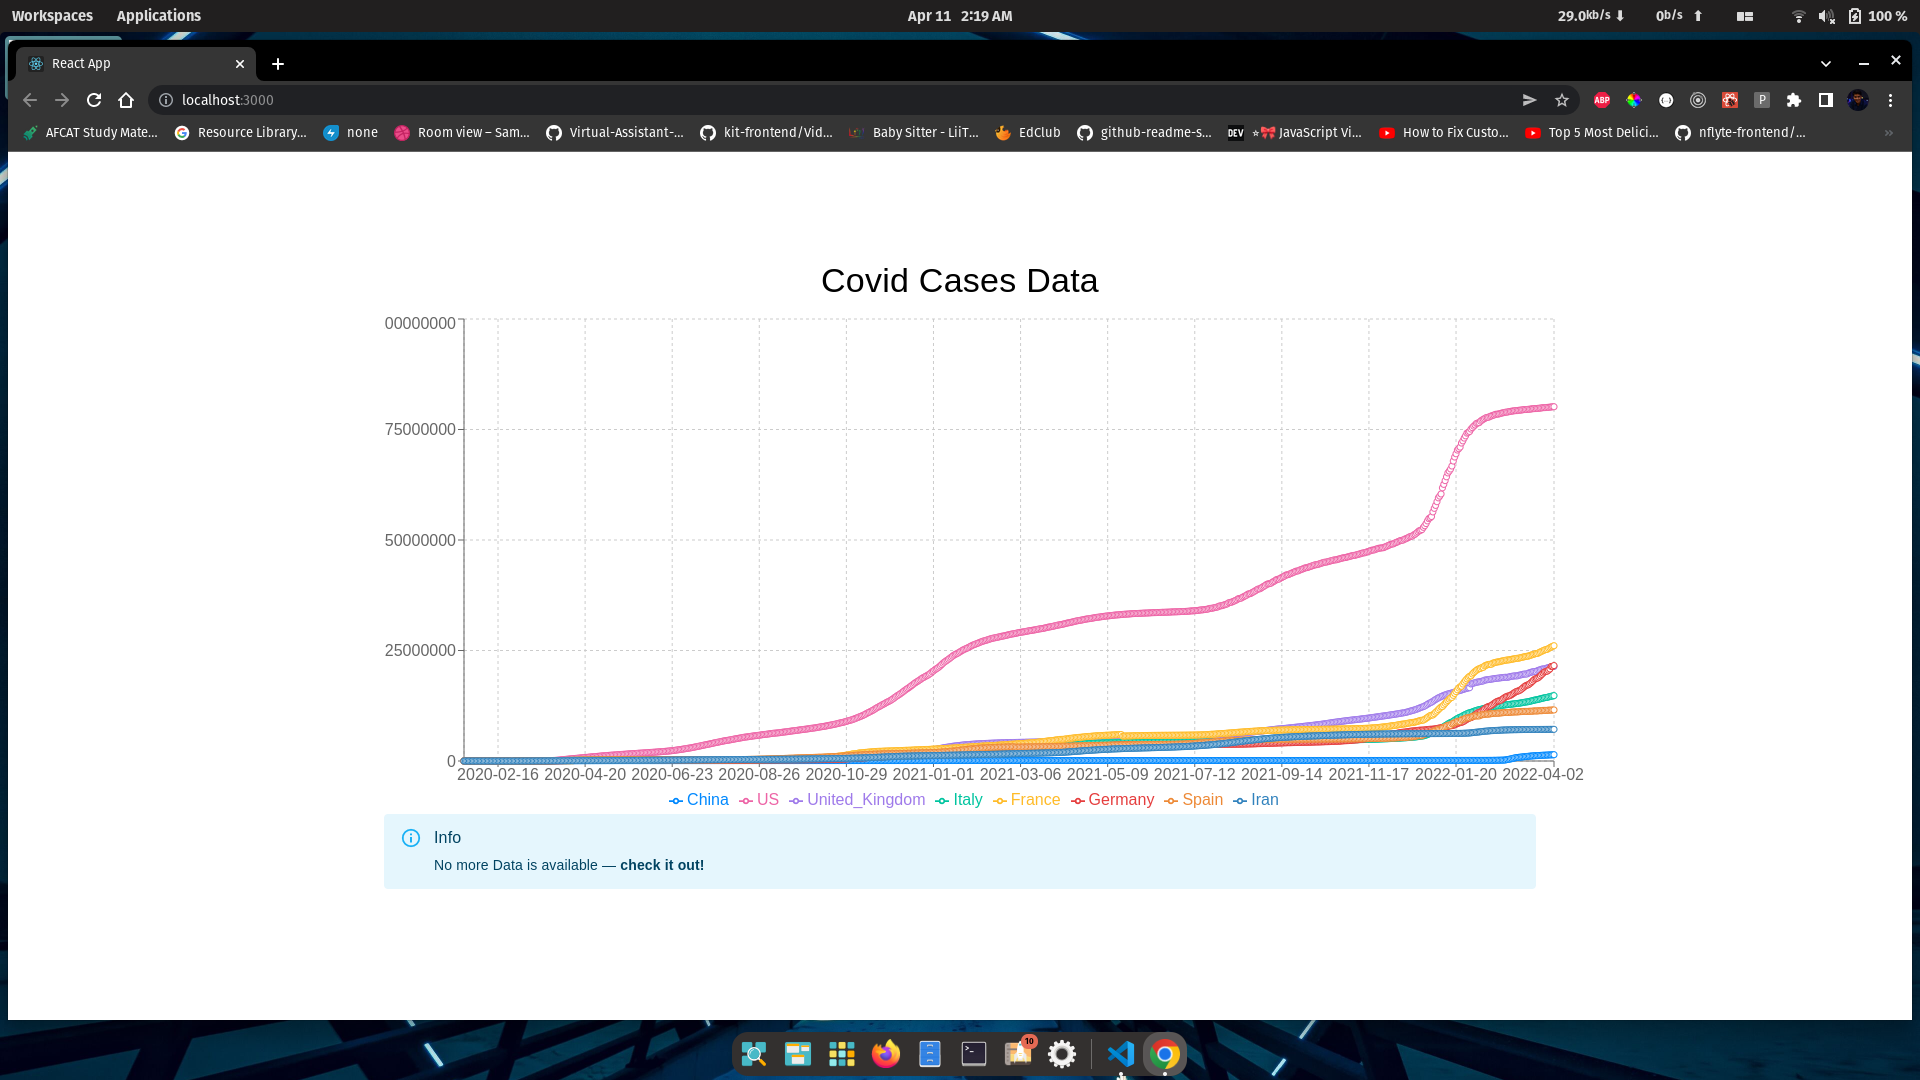 Workspaces Applications Apr 11 2:19 AM 29.0kb/s 0b/s 100 %
React App
localhost:3000 ABP P
AFCAT Study Mate... Resource Library... none Room view – Sam... Virtual-Assistant-... kit-frontend/Vid... Baby Sitter - LiiT... EdClub github-readme-s... DEV JavaScript Vi... How to Fix Custo... Top 5 Most Delici... nflyte-frontend/... »
Covid Cases Data
00000000
75000000
50000000
25000000
0
2020-02-16 2020-04-20 2020-06-23 2020-08-26 2020-10-29 2021-01-01 2021-03-06 2021-05-09 2021-07-12 2021-09-14 2021-11-17 2022-01-20 2022-04-02
China US United_Kingdom Italy France Germany Spain Iran
Info
No more Data is available — check it out!
10